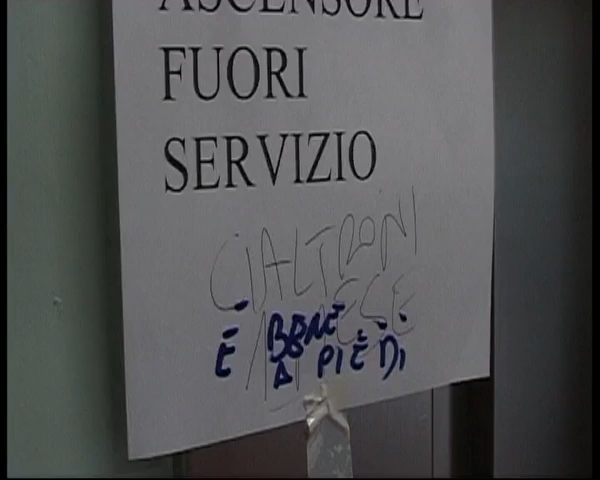 ASCENSORE
FUORI
SERVIZIO
CIALTRONI
È BENE
A PIEDI